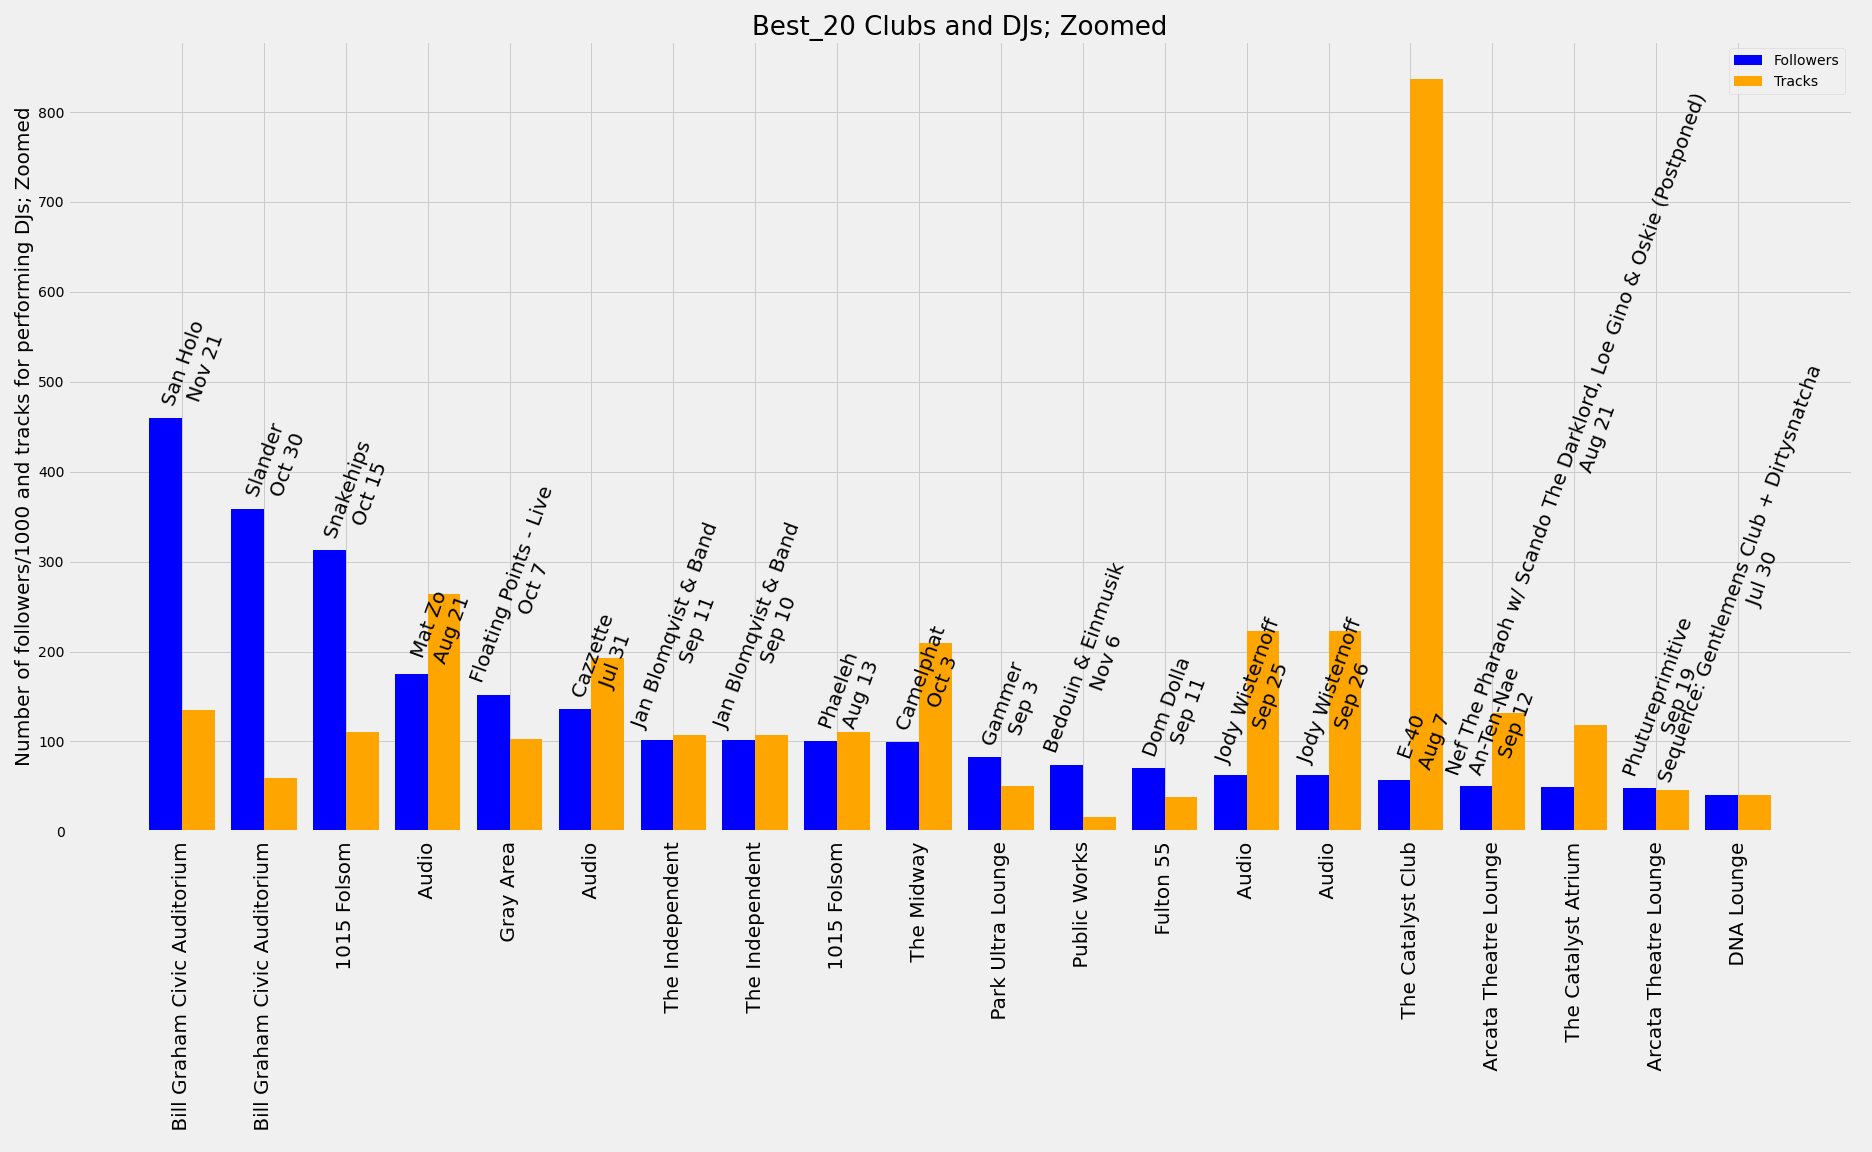 Best_20 Clubs and DJs; Zoomed
Followers
Tracks
Number of followers/1000 and tracks for performing DJs; Zoomed
800
700
600
500
400
300
200
100
0
San Holo
Nov 21
Slander
Oct 30
Snakehips
Oct 15
Mat Zo
Aug 21
Floating Points - Live
Oct 7
Cazzette
Jul 31
Jan Blomqvist & Band
Sep 11
Jan Blomqvist & Band
Sep 10
Phaeleh
Aug 13
Camelphat
Oct 3
Gammer
Sep 3
Bedouin & Einmusik
Nov 6
Dom Dolla
Sep 11
Jody Wisternoff
Sep 25
Jody Wisternoff
Sep 26
E-40
Aug 7
An-Ten-Nae
Sep 12
Nef The Pharaoh w/ Scando The Darklord, Loe Gino & Oskie (Postponed)
Aug 21
Phutureprimitive
Sep 19
Sequence: Gentlemens Club + Dirtysnatcha
Jul 30
Bill Graham Civic Auditorium
Bill Graham Civic Auditorium
1015 Folsom
Audio
Gray Area
Audio
The Independent
The Independent
1015 Folsom
The Midway
Park Ultra Lounge
Public Works
Fulton 55
Audio
Audio
The Catalyst Club
Arcata Theatre Lounge
The Catalyst Atrium
Arcata Theatre Lounge
DNA Lounge